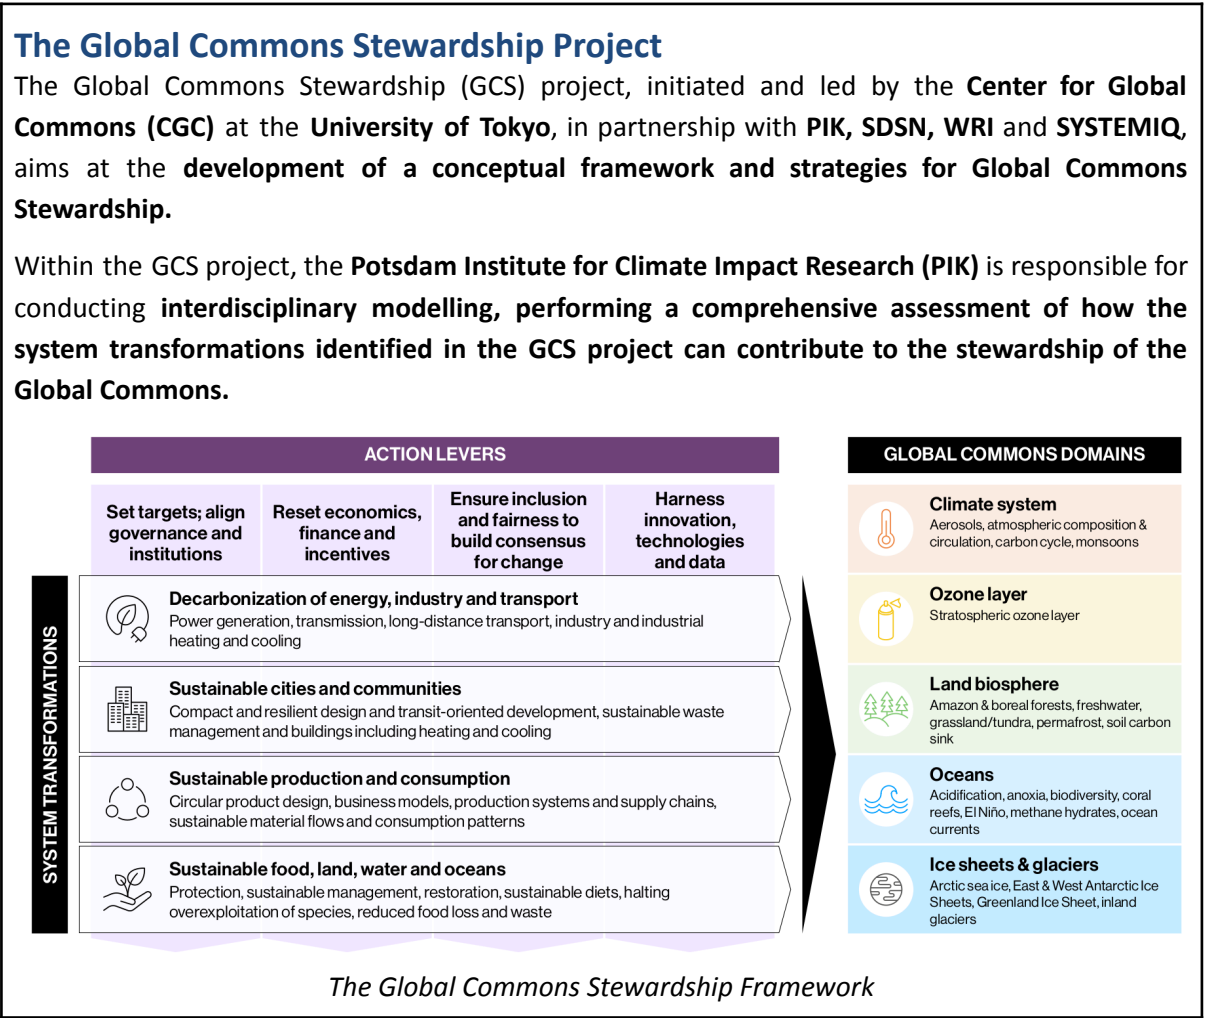 The Global Commons Stewardship Project
The Global Commons Stewardship (GCS) project, initiated and led by the Center for Global
Commons (CGC) at the University of Tokyo, in partnership with PIK, SDSN, WRI and SYSTEMIQ,
aims at the development of a conceptual framework and strategies for Global Commons
Stewardship.
Within the GCS project, the Potsdam Institute for Climate Impact Research (PIK) is responsible for
conducting interdisciplinary modelling, performing a comprehensive assessment of how the
system transformations identified in the GCS project can contribute to the stewardship of the
Global Commons.
ACTION LEVERS
Set targets; align
governance and
institutions
Reset economics,
finance and
incentives
Ensure inclusion
and fairness to
build consensus
for change
Harness
innovation,
technologies
and data
SYSTEM TRANSFORMATIONS
Decarbonization of energy, industry and transport
Power generation, transmission, long-distance transport, industry and industrial
heating and cooling
Sustainable cities and communities
Compact and resilient design and transit-oriented development, sustainable waste
management and buildings including heating and cooling
Sustainable production and consumption
Circular product design, business models, production systems and supply chains,
sustainable material flows and consumption patterns
Sustainable food, land, water and oceans
Protection, sustainable management, restoration, sustainable diets, halting
overexploitation of species, reduced food loss and waste
GLOBAL COMMONS DOMAINS
Climate system
Aerosols, atmospheric composition &
circulation, carbon cycle, monsoons
Ozone layer
Stratospheric ozone layer
Land biosphere
Amazon & boreal forests, freshwater,
grassland/tundra, permafrost, soil carbon
sink
Oceans
Acidification, anoxia, biodiversity, coral
reefs, El Niño, methane hydrates, ocean
currents
Ice sheets & glaciers
Arctic sea ice, East & West Antarctic Ice
Sheets, Greenland Ice Sheet, inland
glaciers
The Global Commons Stewardship Framework